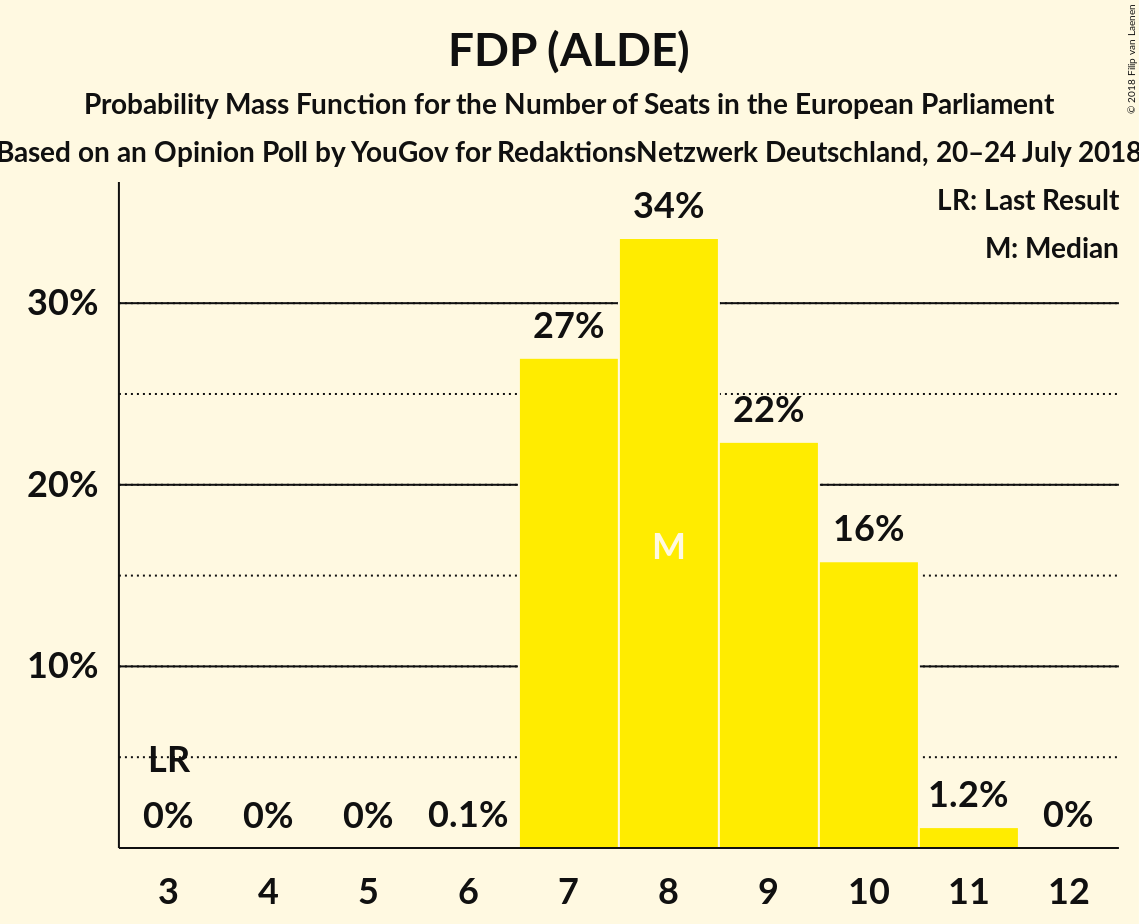 FDP (ALDE)
Probability Mass Function for the Number of Seats in the European Parliament
Based on an Opinion Poll by YouGov for RedaktionsNetzwerk Deutschland, 20–24 July 2018
© 2018 Filip van Laenen
LR: Last Result
M: Median
34%
30%
27%
22%
20%
16%
M
10%
LR
0% 0% 0% 0.1% 1.2% 0%
3 4 5 6 7 8 9 10 11 12